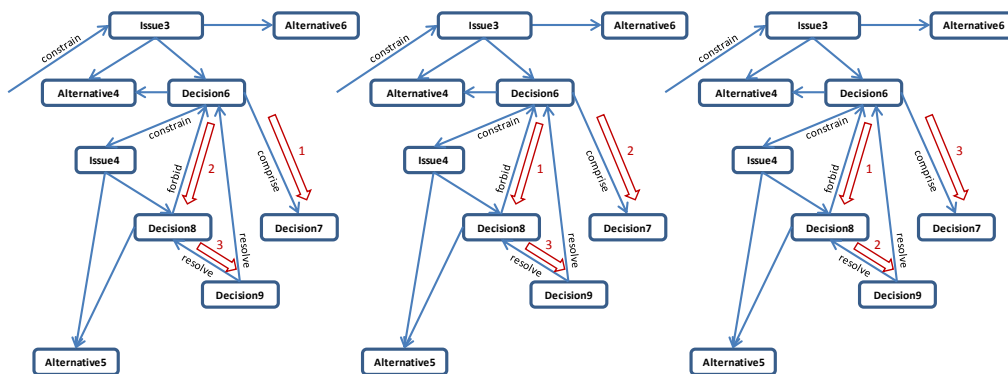 Issue3
Alternative6
constrain
Alternative4
Decision6
constrain
1
Issue4
2
forbid
comprise
Decision8
Decision7
3
resolve
resolve
Decision9
Alternative5
Issue3
Alternative6
constrain
Alternative4
Decision6
constrain
2
Issue4
1
forbid
comprise
Decision8
Decision7
3
resolve
resolve
Decision9
Alternative5
Issue3
Alternative6
constrain
Alternative4
Decision6
constrain
3
Issue4
1
forbid
comprise
Decision8
Decision7
2
resolve
resolve
Decision9
Alternative5